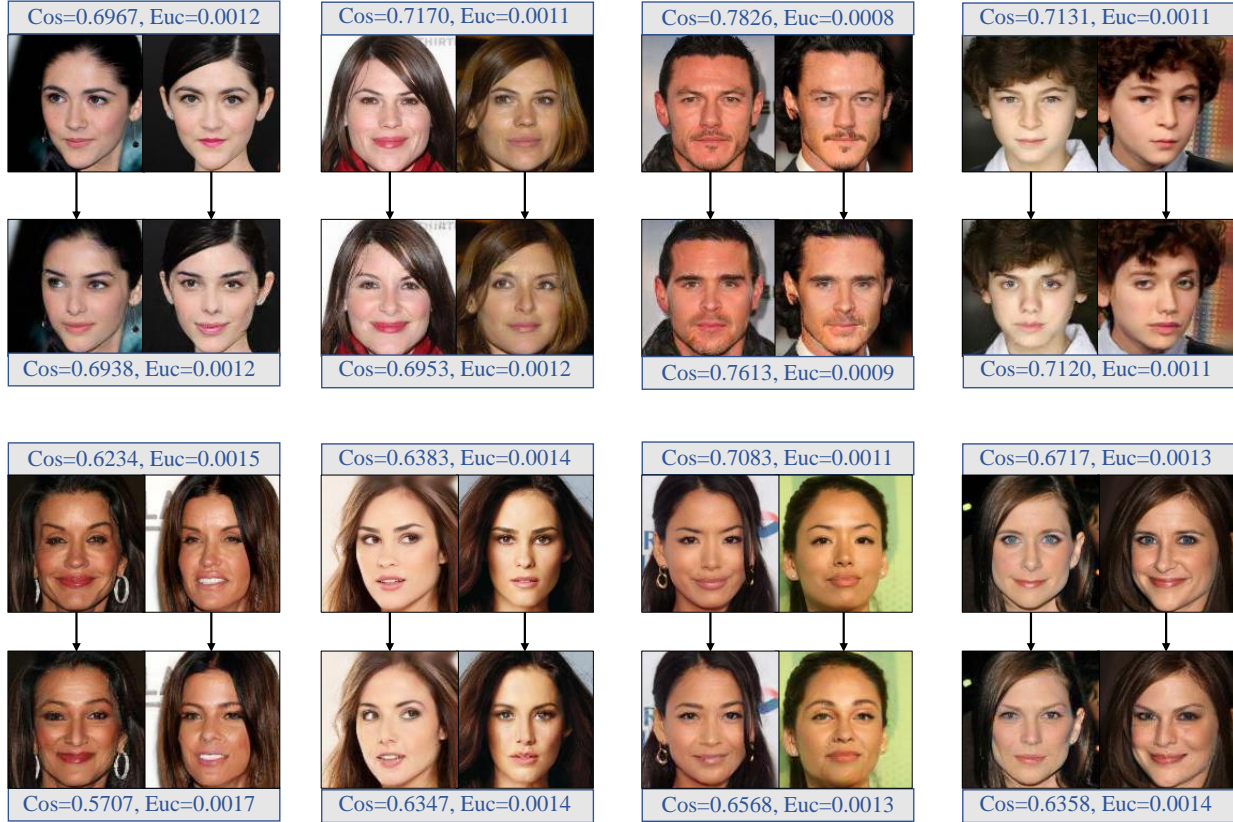 Cos=0.6967, Euc=0.0012
Cos=0.7170, Euc=0.0011
Cos=0.7826, Euc=0.0008
Cos=0.7131, Euc=0.0011
Cos=0.6938, Euc=0.0012
Cos=0.6953, Euc=0.0012
Cos=0.7613, Euc=0.0009
Cos=0.7120, Euc=0.0011
Cos=0.6234, Euc=0.0015
Cos=0.6383, Euc=0.0014
Cos=0.7083, Euc=0.0011
Cos=0.6717, Euc=0.0013
Cos=0.5707, Euc=0.0017
Cos=0.6347, Euc=0.0014
Cos=0.6568, Euc=0.0013
Cos=0.6358, Euc=0.0014